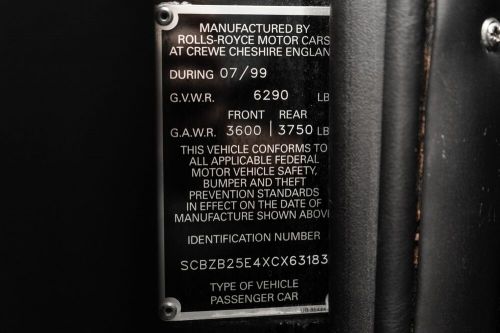 MANUFACTURED BY
ROLLS-ROYCE MOTOR CARS
AT CREWE CHESHIRE ENGLAN
DURING 07/99
G.V.W.R. 6290 LB
FRONT REAR
G.A.W.R. 3600 | 3750 LB
THIS VEHICLE CONFORMS TO
ALL APPLICABLE FEDERAL
MOTOR VEHICLE SAFETY,
BUMPER AND THEFT
PREVENTION STANDARDS
IN EFFECT ON THE DATE OF
MANUFACTURE SHOWN ABOVE
IDENTIFICATION NUMBER
SCBZB25E4XCX63183
TYPE OF VEHICLE
PASSENGER CAR